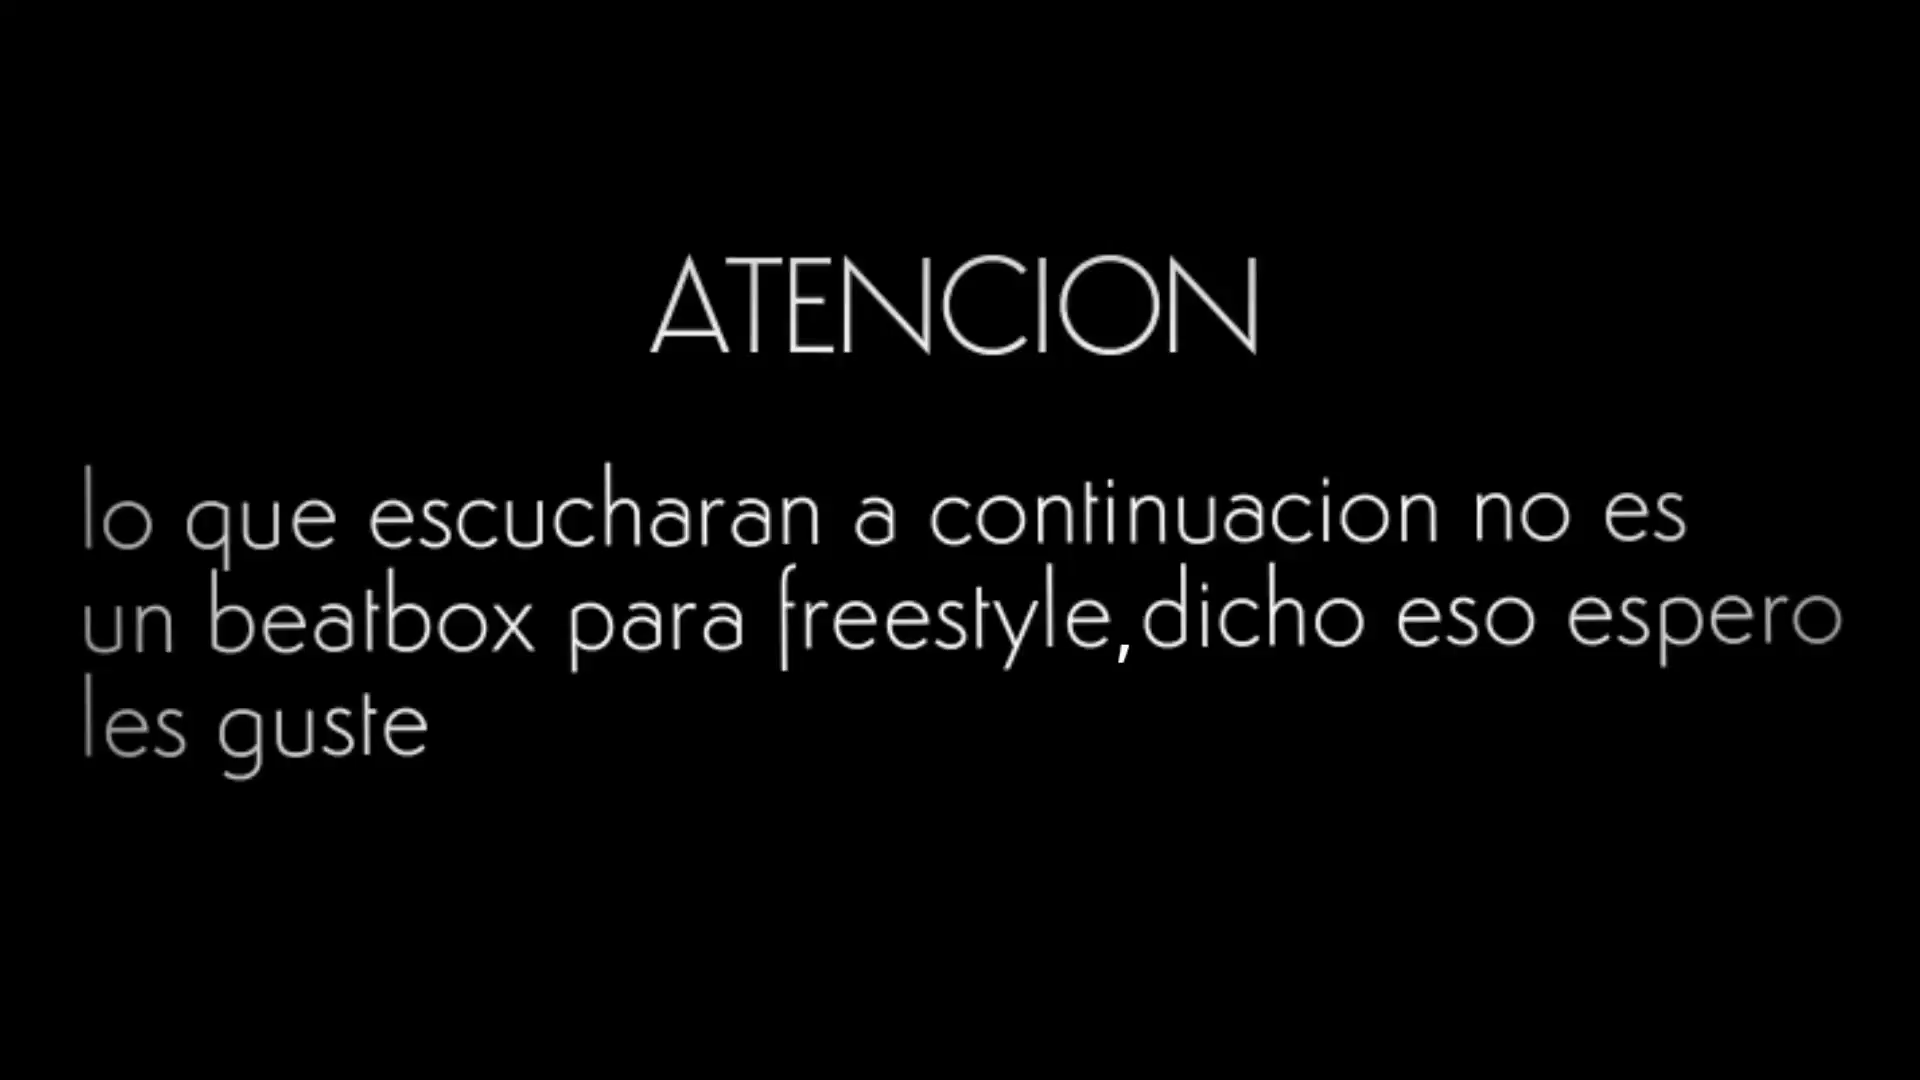 ATENCION
lo que escucharan a continuacion no es
un beatbox para freestyle,dicho eso espero
les guste